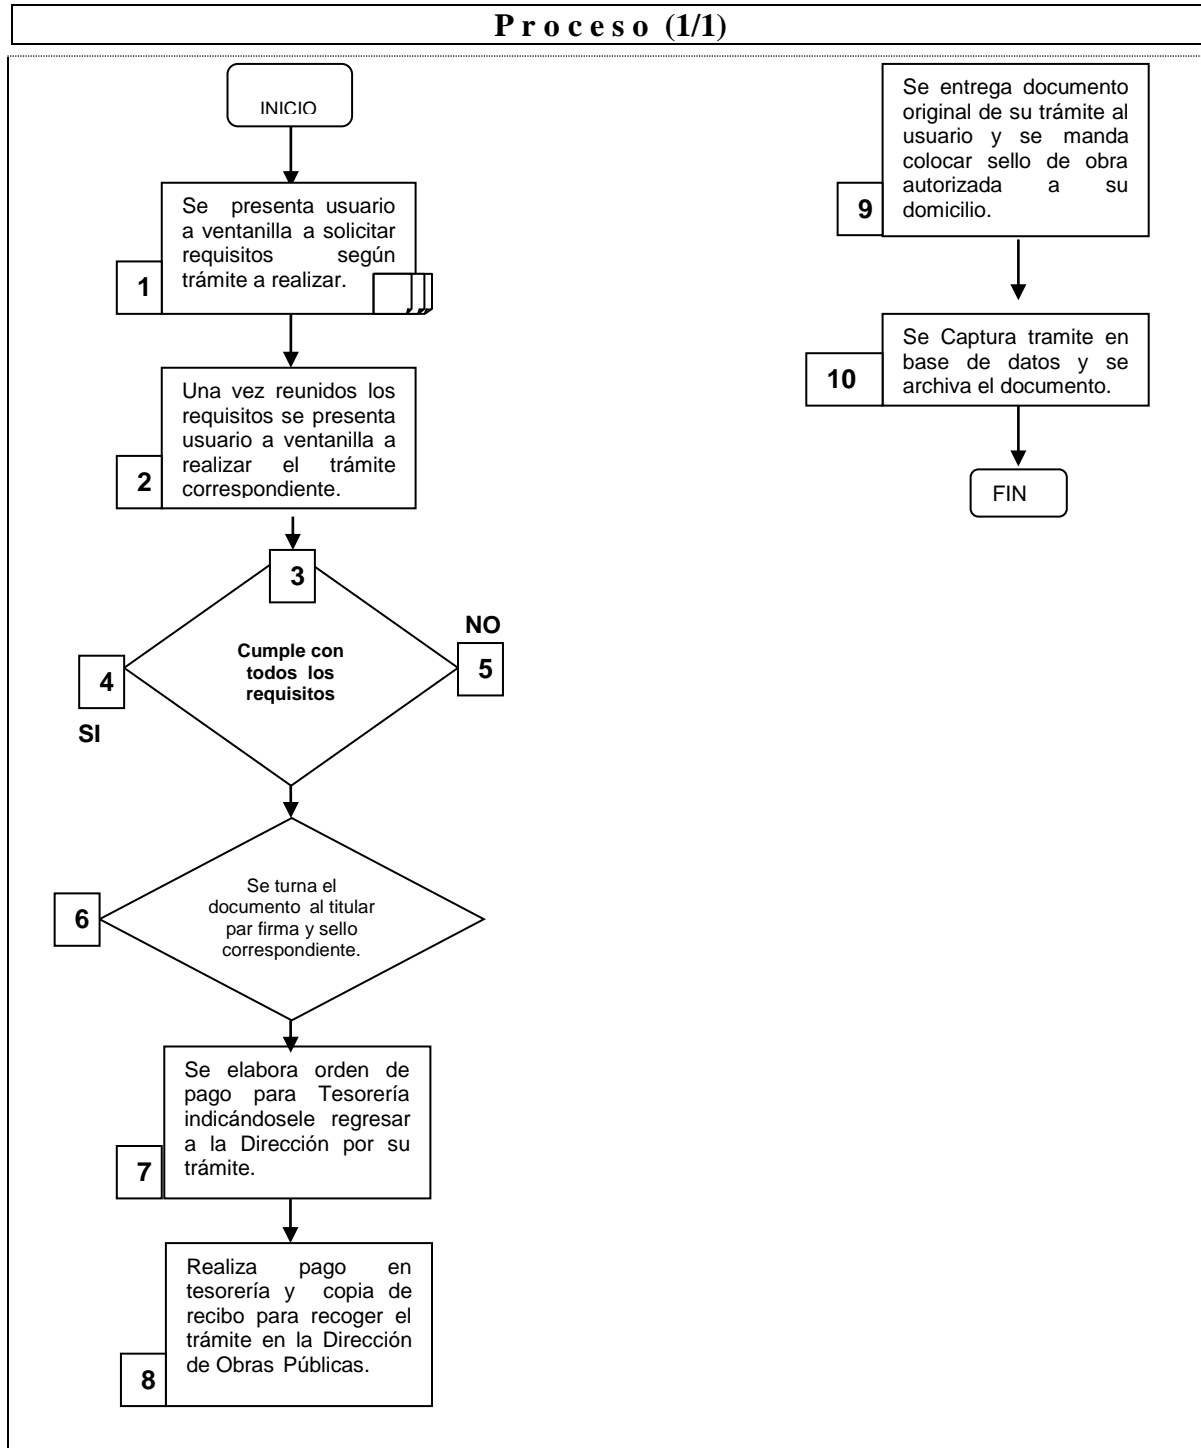 P r o c e s o (1/1)
INICIO
Se presenta usuario
a ventanilla a solicitar
requisitos según
trámite a realizar.
1
Una vez reunidos los
requisitos se presenta
usuario a ventanilla a
realizar el trámite
correspondiente.
2
3
Cumple con
todos los
requisitos
NO
5
4
SI
Se turna el
documento al titular
par firma y sello
correspondiente.
6
Se elabora orden de
pago para Tesorería
indicándosele regresar
a la Dirección por su
trámite.
7
Realiza pago en
tesorería y copia de
recibo para recoger el
trámite en la Dirección
de Obras Públicas.
8
Se entrega documento
original de su trámite al
usuario y se manda
colocar sello de obra
autorizada a su
domicilio.
9
Se Captura tramite en
base de datos y se
archiva el documento.
10
FIN